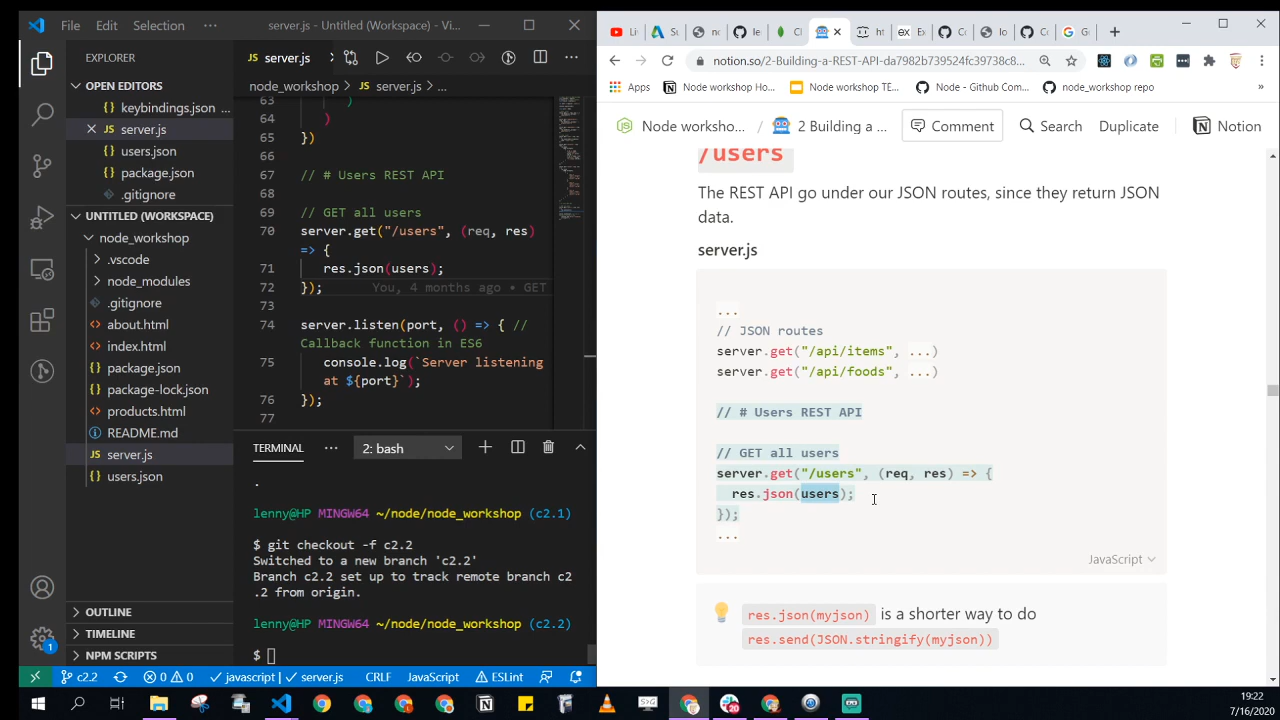 File Edit Selection ··· server.js - Untitled (Workspace) - Vi...
EXPLORER
OPEN EDITORS
keybindings.json ...
server.js
users.json
package.json
.gitignore
UNTITLED (WORKSPACE)
node_workshop
.vscode
node_modules
.gitignore
about.html
index.html
package.json
package-lock.json
products.html
README.md
server.js
users.json
OUTLINE
TIMELINE
NPM SCRIPTS
1
JS server.js
node_workshop > JS server.js > ...
63 }
64 )
65 })
66
67 // # Users REST API
68
69 // GET all users
70 server.get("/users", (req, res)
=> {
71 res.json(users);
72 }); You, 4 months ago • GET
73
74 server.listen(port, () => { //
Callback function in ES6
75 console.log(`Server listening
at ${port}`);
76 });
77
TERMINAL ··· 2: bash
.
lenny@HP MINGW64 ~/node/node_workshop (c2.1)
$ git checkout -f c2.2
Switched to a new branch 'c2.2'
Branch c2.2 set up to track remote branch c2
.2 from origin.
lenny@HP MINGW64 ~/node/node_workshop (c2.2)
$
c2.2 0 0 javascript | server.js CRLF JavaScript ESLint
Li S no le Cl ht ex E Co lo Co G
notion.so/2-Building-a-REST-API-da7982b739524fc39738c8...
Apps Node workshop Ho... Node workshop TE... Node - Github Com... node_workshop repo »
Node worksho... / 2 Building a ... Comment Search Duplicate Notion
/users
The REST API go under our JSON routes, since they return JSON
data.
server.js
...
// JSON routes
server.get("/api/items", ...)
server.get("/api/foods", ...)
// # Users REST API
// GET all users
server.get("/users", (req, res) => {
res.json(users);
});
...
JavaScript
res.json(myjson) is a shorter way to do
res.send(JSON.stringify(myjson))
19:22
7/16/2020